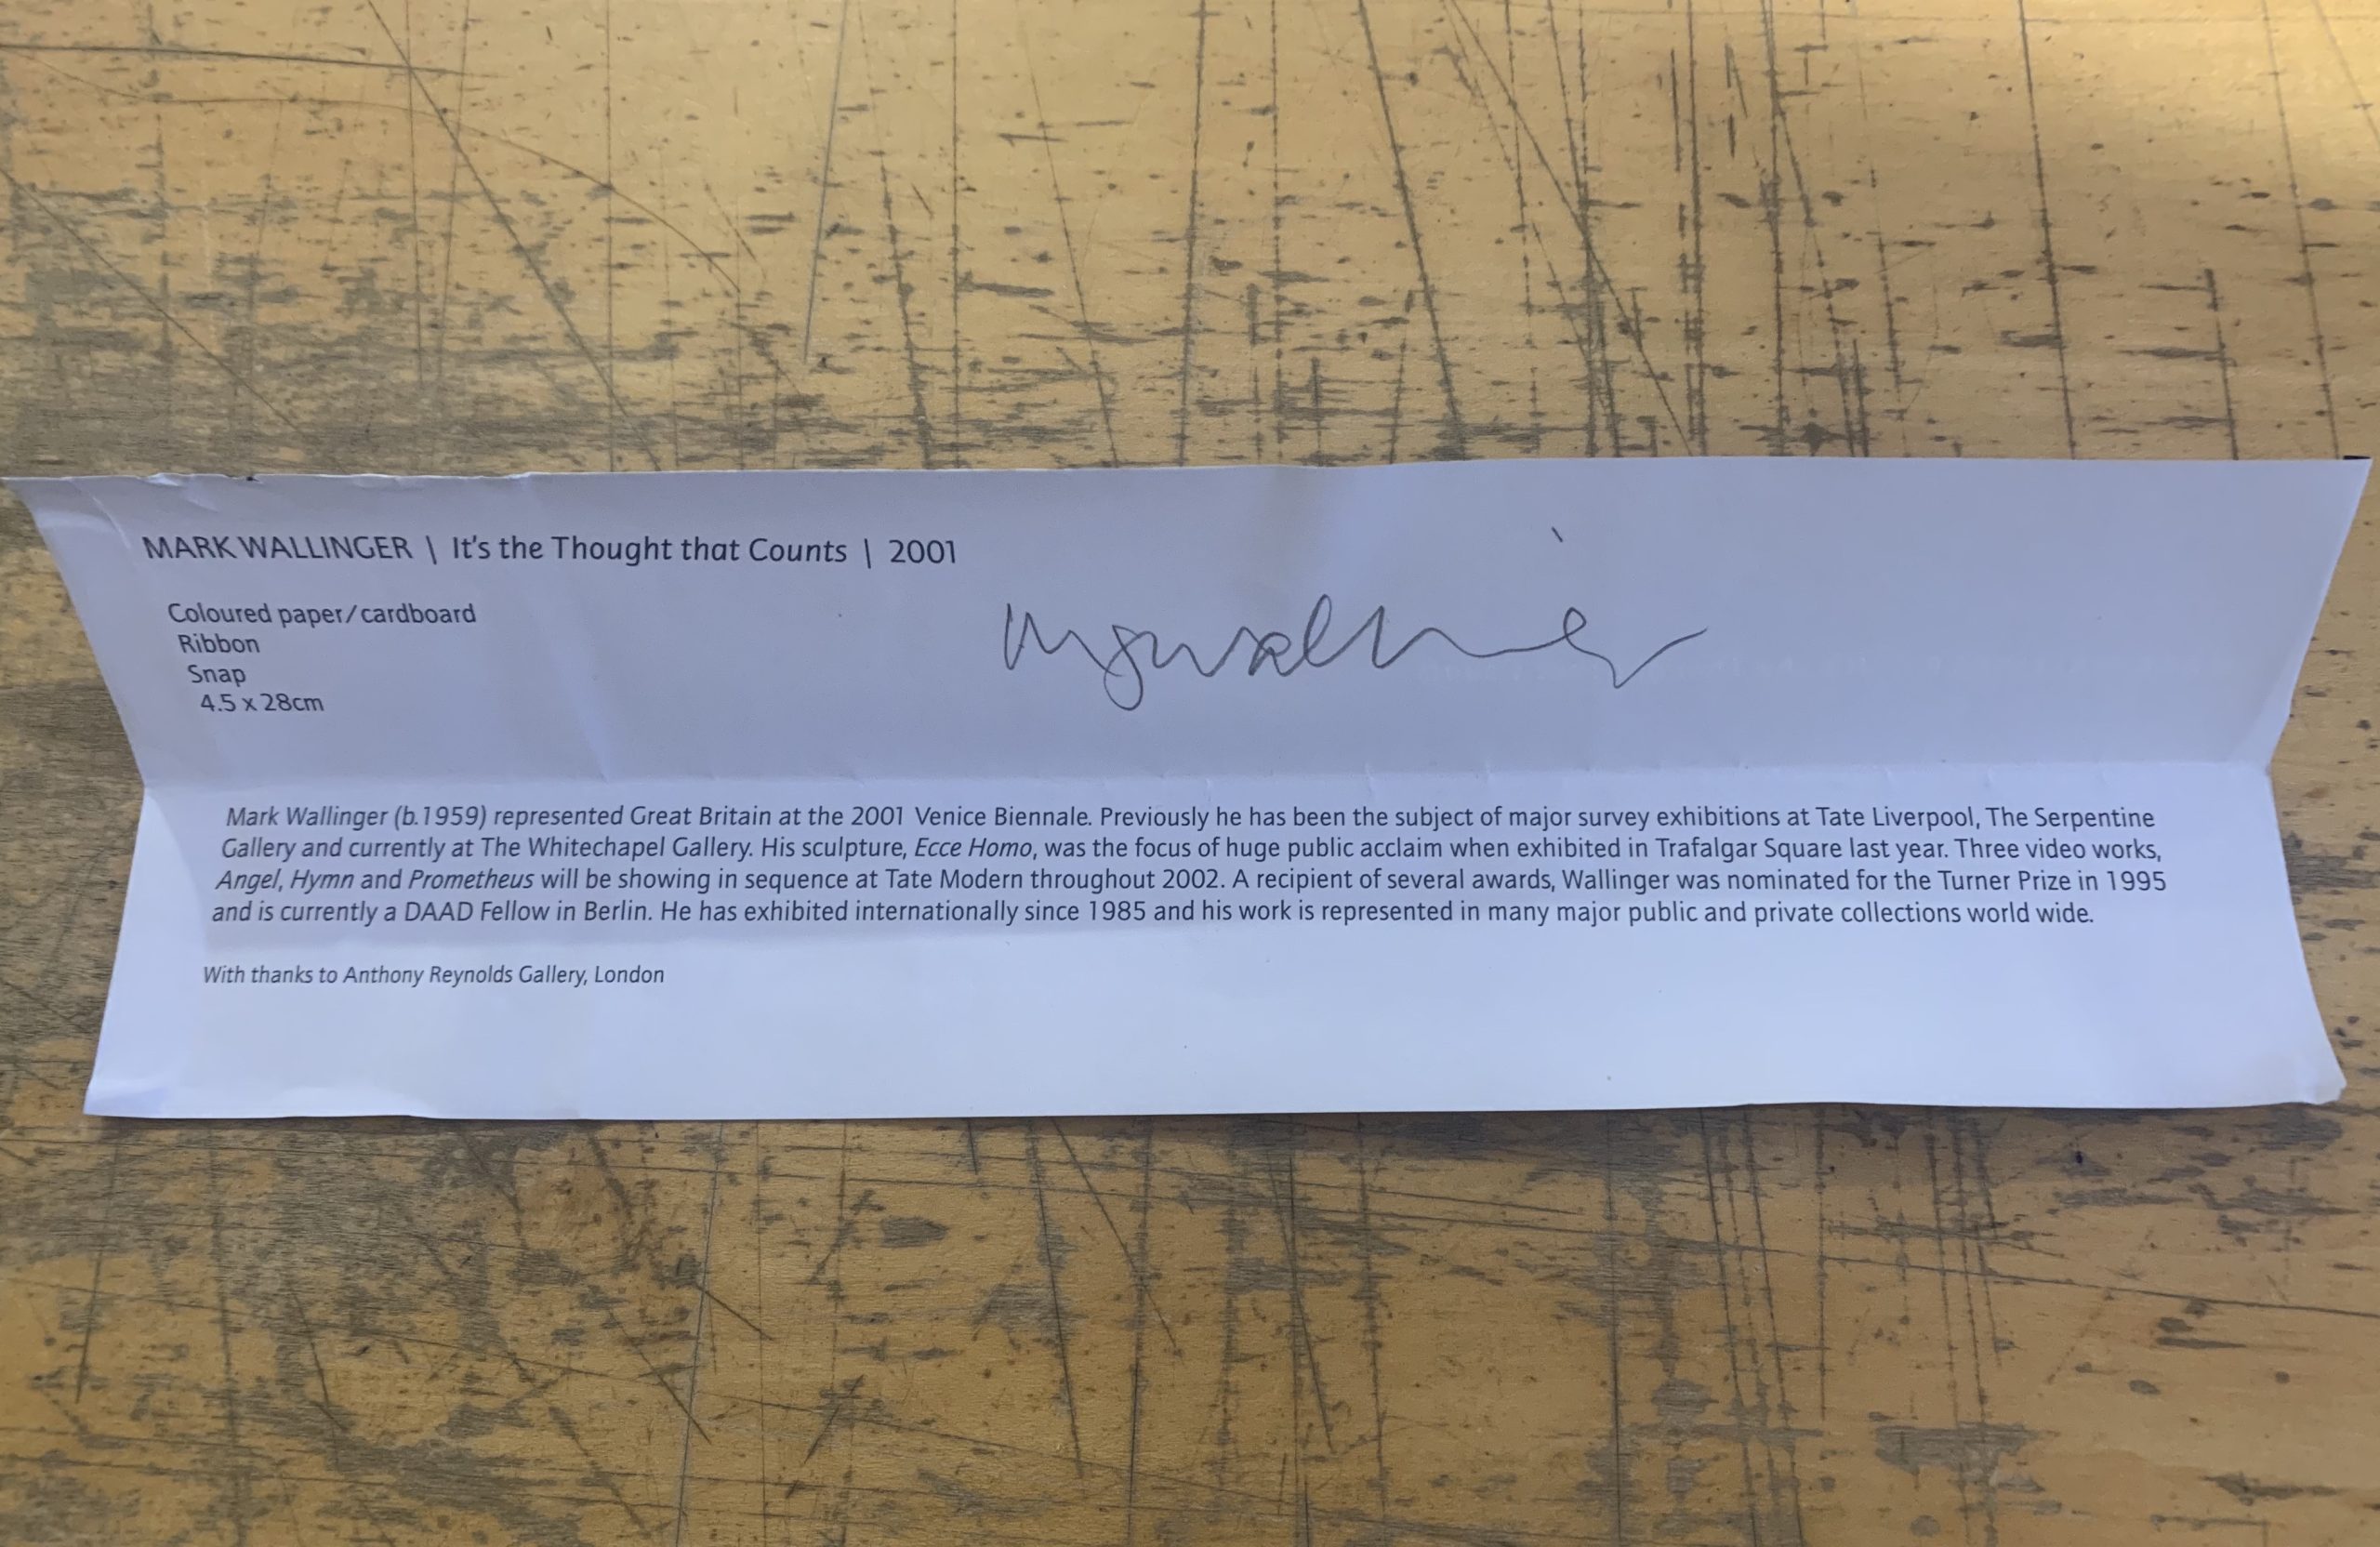 MARK WALLINGER | It's the Thought that Counts | 2001
Coloured paper/cardboard
Ribbon
Snap
4.5 x 28cm
Mark Wallinger (b.1959) represented Great Britain at the 2001 Venice Biennale. Previously he has been the subject of major survey exhibitions at Tate Liverpool, The Serpentine
Gallery and currently at The Whitechapel Gallery. His sculpture, Ecce Homo, was the focus of huge public acclaim when exhibited in Trafalgar Square last year. Three video works,
Angel, Hymn and Prometheus will be showing in sequence at Tate Modern throughout 2002. A recipient of several awards, Wallinger was nominated for the Turner Prize in 1995
and is currently a DAAD Fellow in Berlin. He has exhibited internationally since 1985 and his work is represented in many major public and private collections world wide.
With thanks to Anthony Reynolds Gallery, London